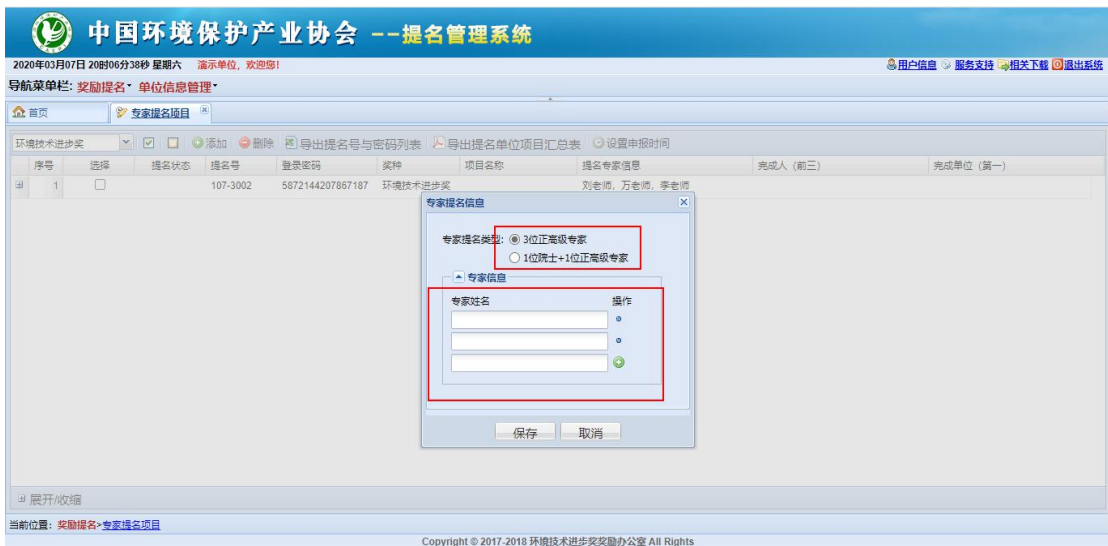 中国环境保护产业协会 --提名管理系统
2020年03月07日 20时06分38秒 星期六 演示单位, 欢迎您! 用户信息 服务支持 相关下载 退出系统
导航菜单栏: 奖励提名 单位信息管理
首页 专家提名项目
环境技术进步奖 添加 删除 导出提名号与密码列表 导出提名单位项目汇总表 设置申报时间
序号 选择 提名状态 提名号 登录密码 奖种 项目名称 提名专家信息 完成人 (前三) 完成单位 (第一)
1 107-3002 5872144207867187 环境技术进步奖 刘老师, 万老师, 李老师
专家提名信息
专家提名类型: 3位正高级专家
1位院士+1位正高级专家
专家信息
专家姓名 操作
保存 取消
展开/收缩
当前位置: 奖励提名>专家提名项目
Copyright © 2017-2018 环境技术进步奖奖励办公室 All Rights